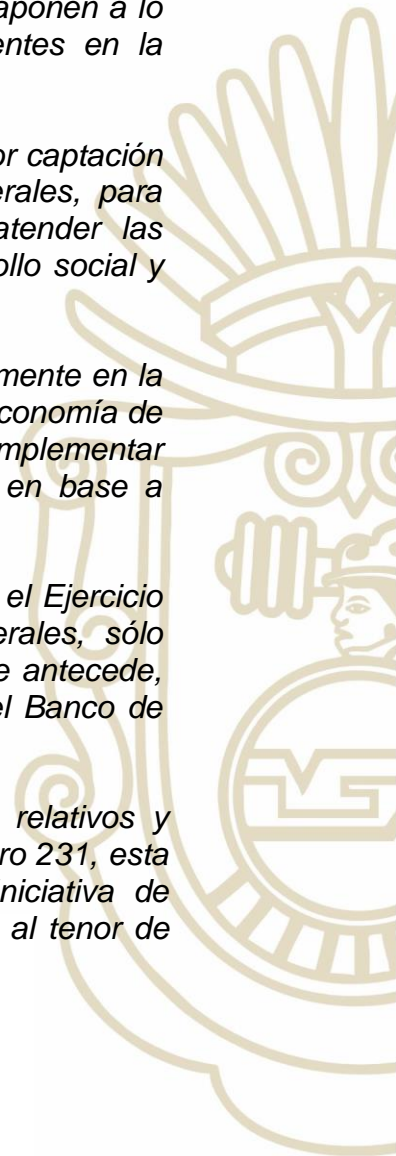 aponen a lo
entes en la
or captación
erales, para
atender las
ollo social y
mente en la
conomía de
mplementar
en base a
el Ejercicio
erales, sólo
e antecede,
el Banco de
relativos y
ro 231, esta
niciativa de
al tenor de